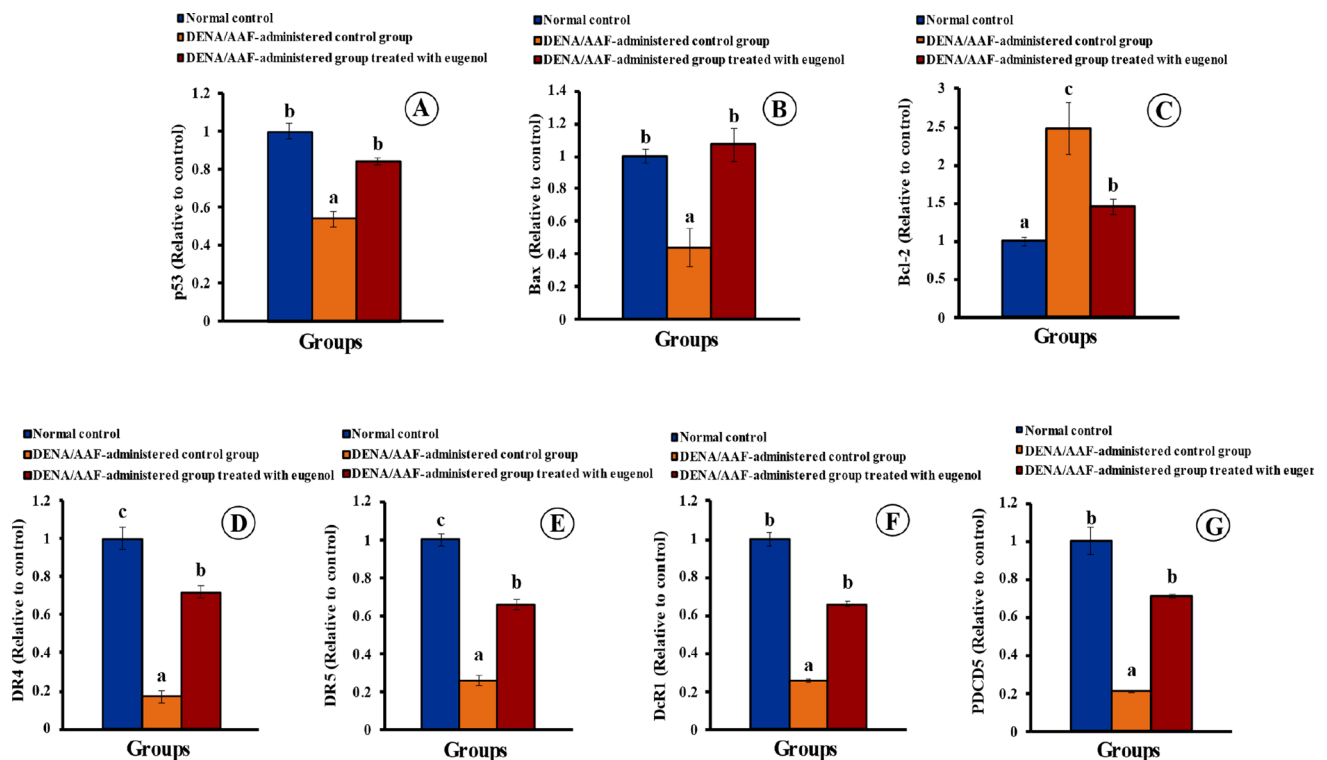 Normal control
DENA/AAF-administered control group
DENA/AAF-administered group treated with eugenol
A
p53 (Relative to control)
1.2
1
0.8
0.6
0.4
0.2
0
b
a
b
Groups
Normal control
DENA/AAF-administered control group
DENA/AAF-administered group treated with eugenol
B
Bax (Relative to control)
1.4
1.2
1
0.8
0.6
0.4
0.2
0
b
a
b
Groups
Normal control
DENA/AAF-administered control group
DENA/AAF-administered group treated with eugenol
C
Bcl-2 (Relative to control)
3
2.5
2
1.5
1
0.5
0
a
c
b
Groups
Normal control
DENA/AAF-administered control group
DENA/AAF-administered group treated with eugenol
D
DR4 (Relative to control)
1.2
1
0.8
0.6
0.4
0.2
0
c
a
b
Groups
Normal control
DENA/AAF-administered control group
DENA/AAF-administered group treated with eugenol
E
DR5 (Relative to control)
1.2
1
0.8
0.6
0.4
0.2
0
c
a
b
Groups
Normal control
DENA/AAF-administered control group
DENA/AAF-administered group treated with eugenol
F
DcR1 (Relative to control)
1.2
1
0.8
0.6
0.4
0.2
0
b
a
b
Groups
Normal control
DENA/AAF-administered control group
DENA/AAF-administered group treated with euger
G
PDCD5 (Relative to control)
1.2
1
0.8
0.6
0.4
0.2
0
b
a
b
Groups